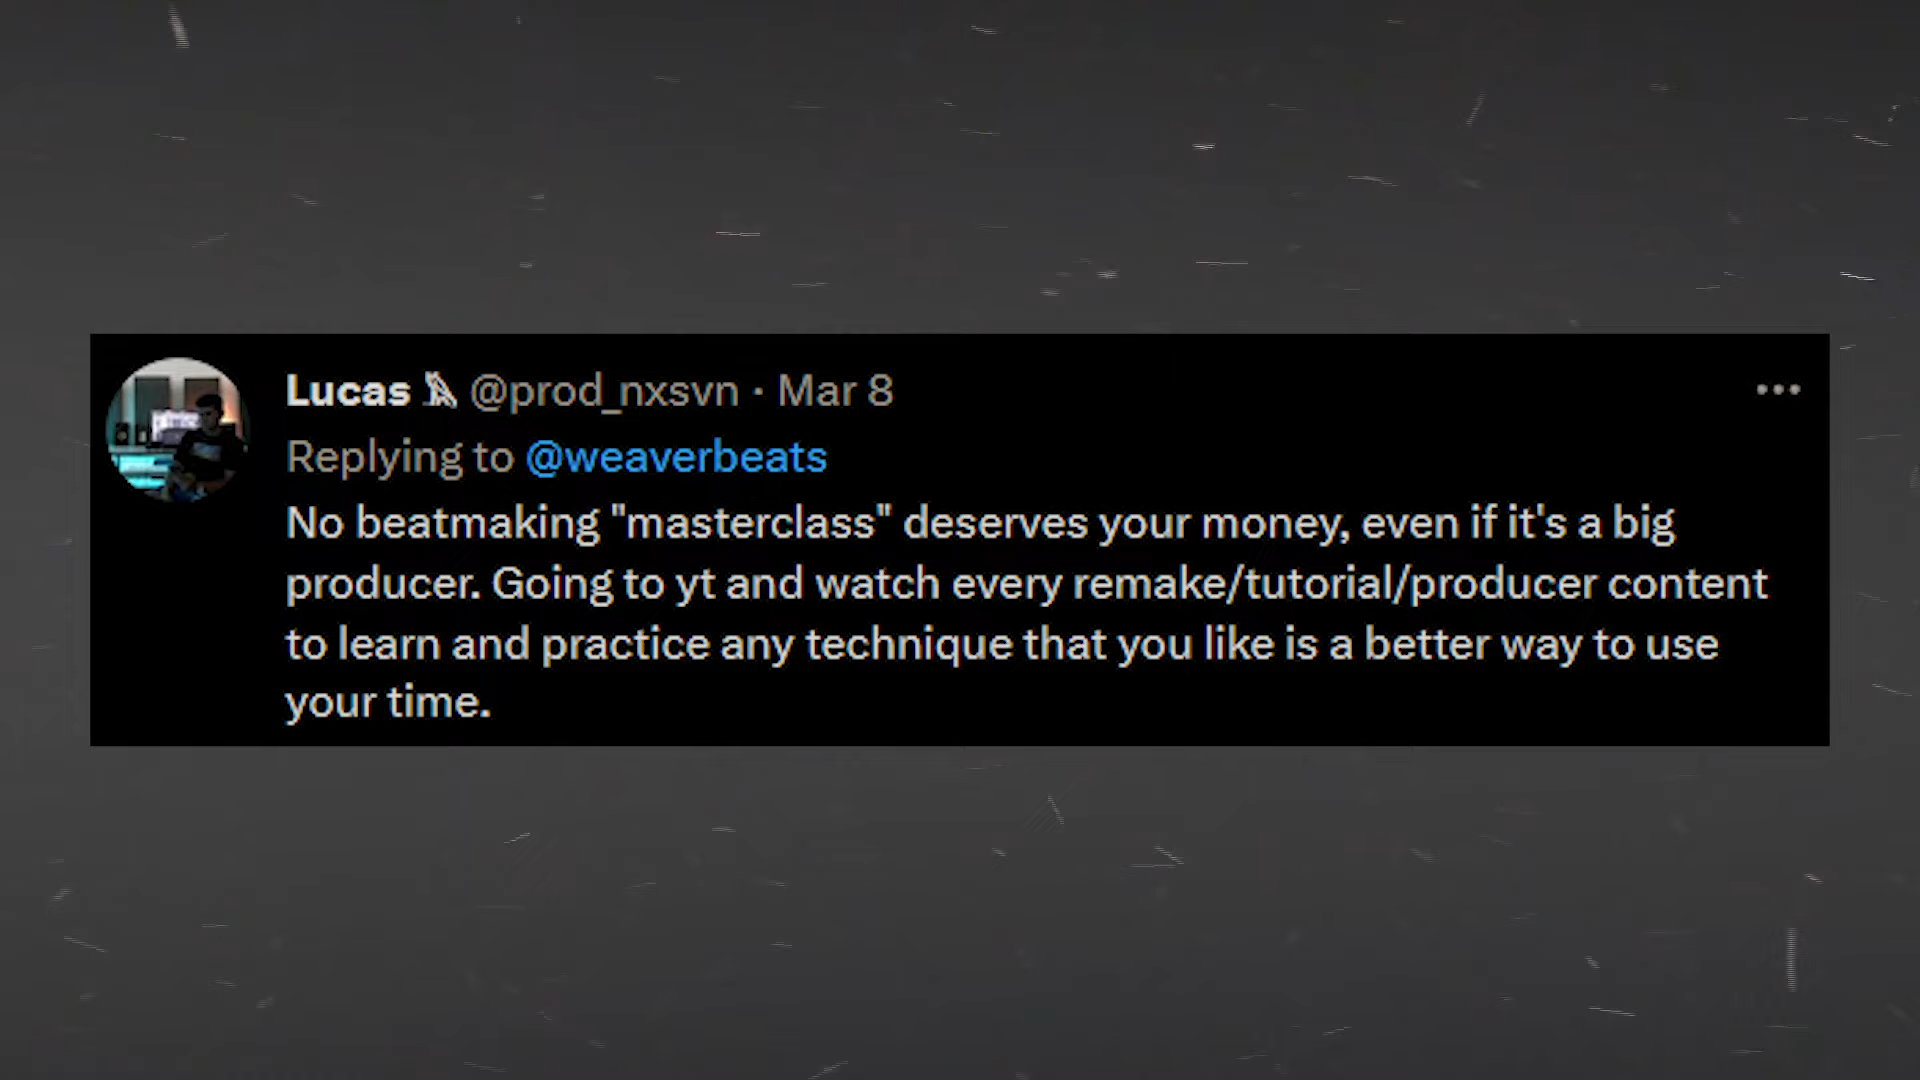 Lucas @prod_nxsvn · Mar 8
Replying to @weaverbeats
No beatmaking "masterclass" deserves your money, even if it's a big
producer. Going to yt and watch every remake/tutorial/producer content
to learn and practice any technique that you like is a better way to use
your time.